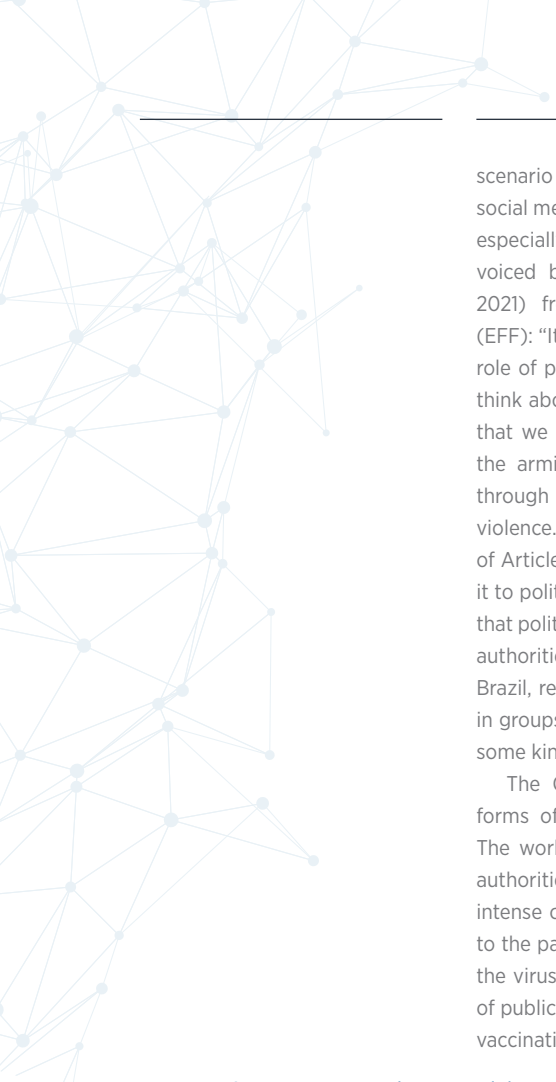 scenario
social me
especiall
voiced b
2021) fr
(EFF): “It
role of p
think abo
that we
the armi
through
violence.
of Article
it to polit
that polit
authoritie
Brazil, re
in groups
some kin
The C
forms of
The worl
authoritie
intense c
to the pa
the virus
of public
vaccinati